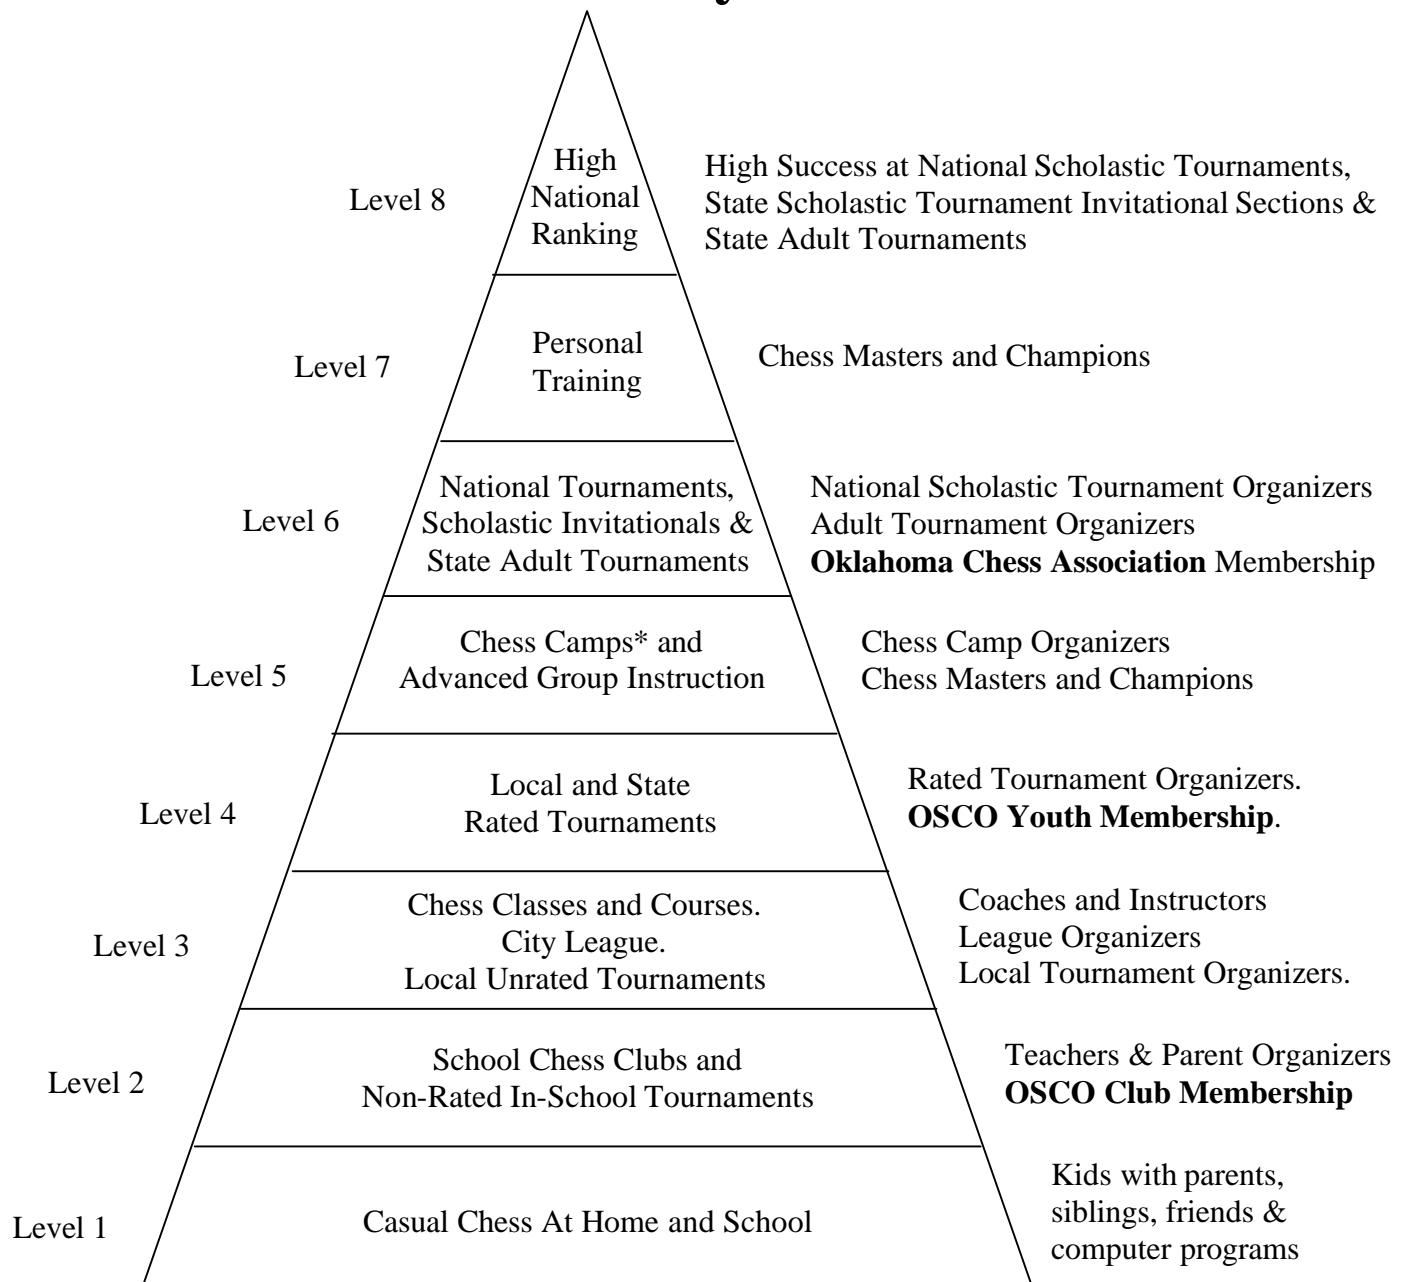 High
National
Ranking
Level 8
High Success at National Scholastic Tournaments,
State Scholastic Tournament Invitational Sections &
State Adult Tournaments
Level 7
Personal
Training
Chess Masters and Champions
Level 6
National Tournaments,
Scholastic Invitationals &
State Adult Tournaments
National Scholastic Tournament Organizers
Adult Tournament Organizers
Oklahoma Chess Association Membership
Level 5
Chess Camps* and
Advanced Group Instruction
Chess Camp Organizers
Chess Masters and Champions
Level 4
Local and State
Rated Tournaments
Rated Tournament Organizers.
OSCO Youth Membership.
Level 3
Chess Classes and Courses.
City League.
Local Unrated Tournaments
Coaches and Instructors
League Organizers
Local Tournament Organizers.
Level 2
School Chess Clubs and
Non-Rated In-School Tournaments
Teachers & Parent Organizers
OSCO Club Membership
Level 1
Casual Chess At Home and School
Kids with parents,
siblings, friends &
computer programs